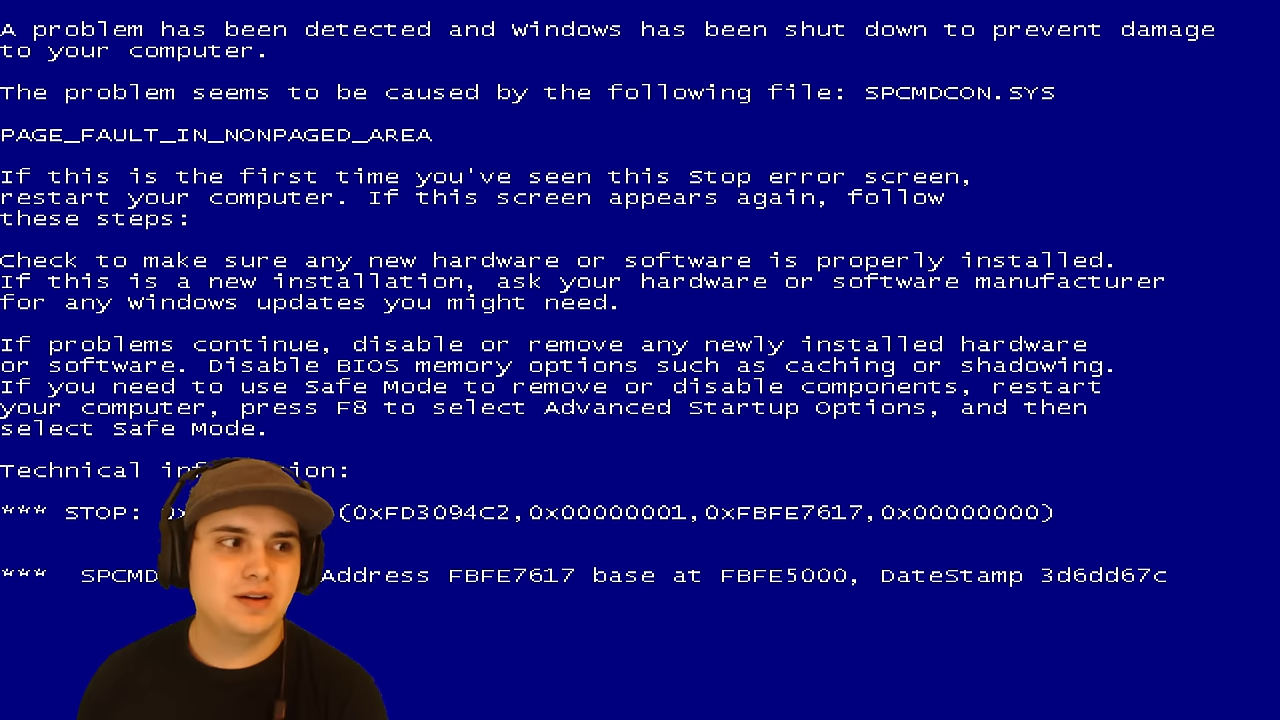 A problem has been detected and Windows has been shut down to prevent damage
to your computer.
The problem seems to be caused by the following file: SPCMDCON.SYS
PAGE_FAULT_IN_NONPAGED_AREA
If this is the first time you've seen this Stop error screen,
restart your computer. If this screen appears again, follow
these steps:
Check to make sure any new hardware or software is properly installed.
If this is a new installation, ask your hardware or software manufacturer
for any Windows updates you might need.
If problems continue, disable or remove any newly installed hardware
or software. Disable BIOS memory options such as caching or shadowing.
If you need to use Safe Mode to remove or disable components, restart
your computer, press F8 to select Advanced Startup Options, and then
select Safe Mode.
Technical
*** STOP: (0xFD3094C2,0x00000001,0xFBFE7617,0x00000000)
*** SPCMD Address FBFE7617 base at FBFE5000, DateStamp 3d6dd67c